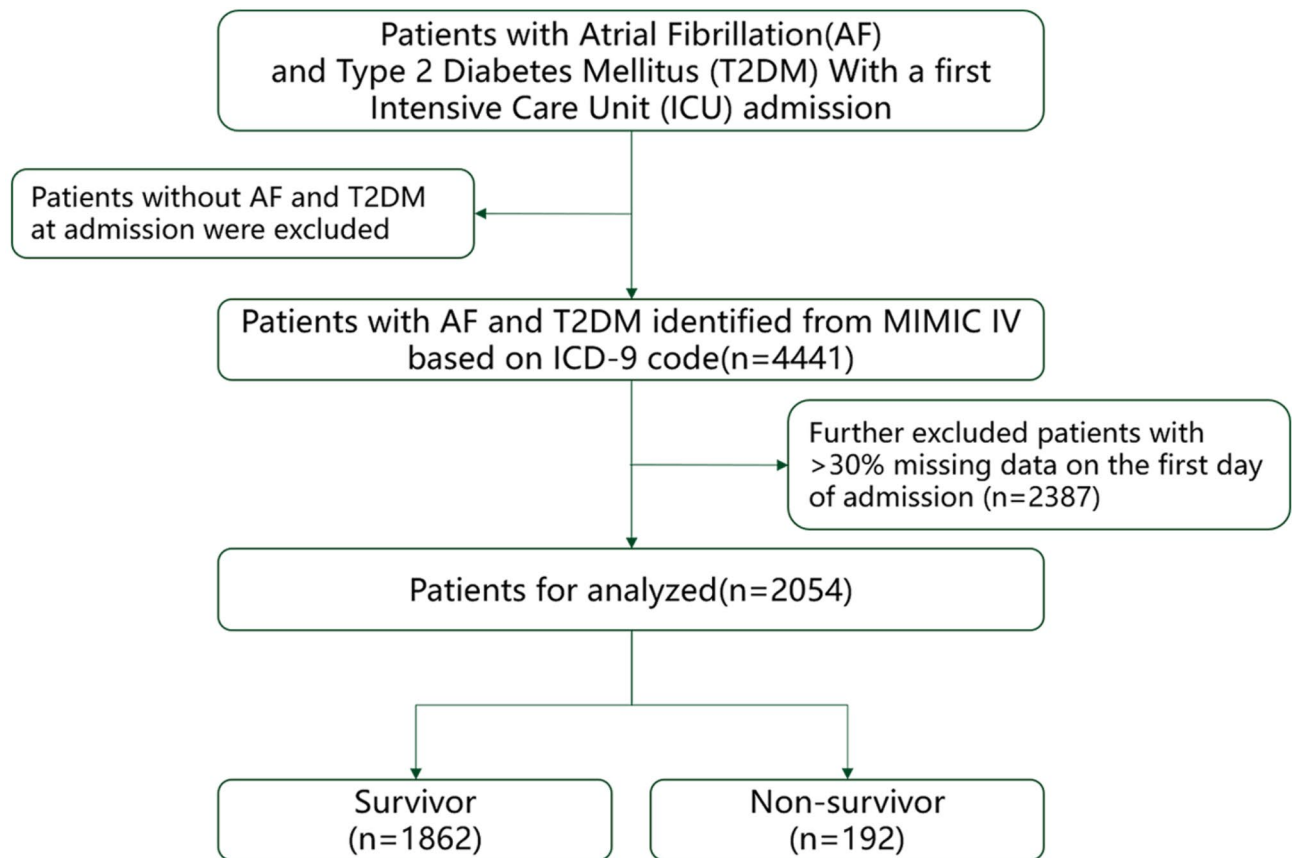 Patients with Atrial Fibrillation(AF)
and Type 2 Diabetes Mellitus (T2DM) With a first
Intensive Care Unit (ICU) admission
Patients without AF and T2DM
at admission were excluded
Patients with AF and T2DM identified from MIMIC IV
based on ICD-9 code(n=4441)
Further excluded patients with
>30% missing data on the first day
of admission (n=2387)
Patients for analyzed(n=2054)
Survivor
(n=1862)
Non-survivor
(n=192)